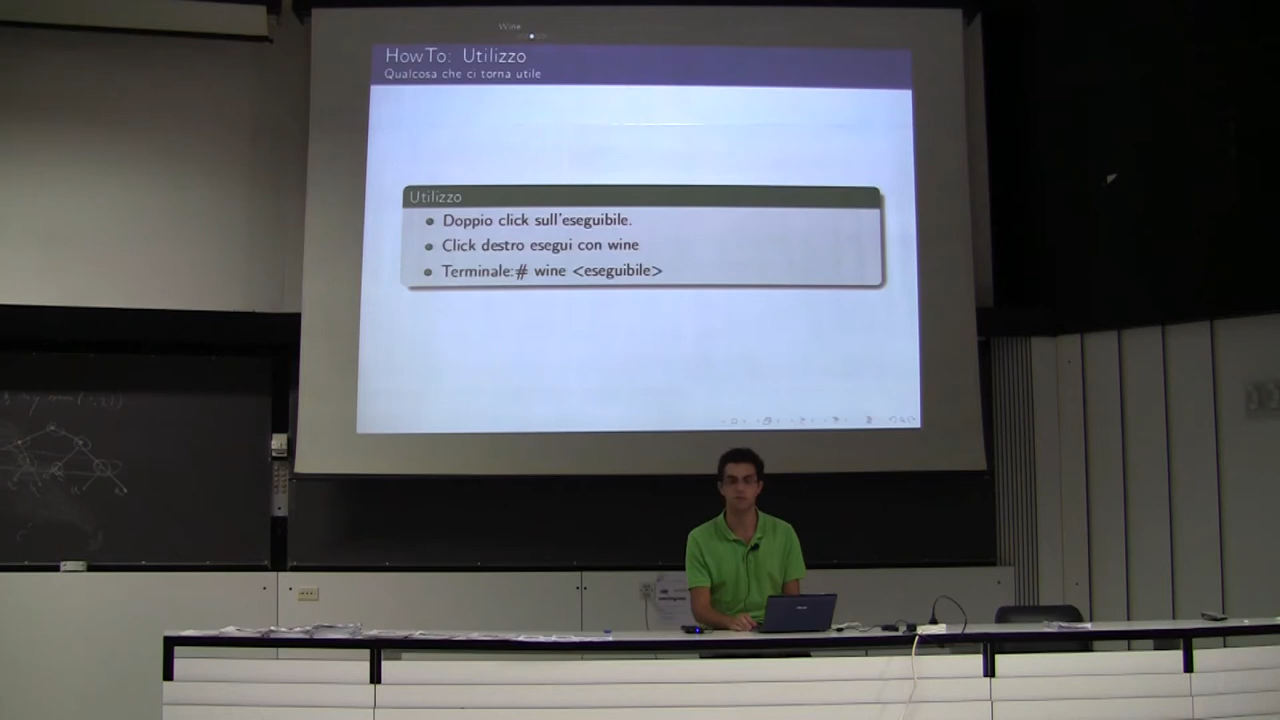 Wine
HowTo: Utilizzo
Qualcosa che ci torna utile
Utilizzo
Doppio click sull'eseguibile.
Click destro esegui con wine
Terminale:# wine <eseguibile>